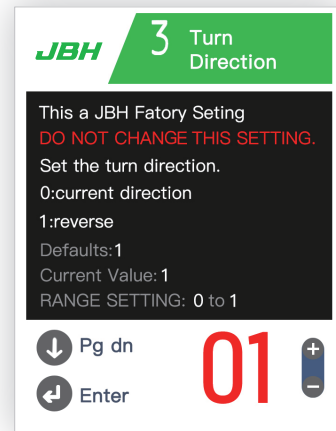 JBH
3 Turn
Direction
This a JBH Fatory Seting
DO NOT CHANGE THIS SETTING.
Set the turn direction.
0:current direction
1:reverse
Defaults:1
Current Value: 1
RANGE SETTING: 0 to 1
Pg dn
01
+
Enter
−